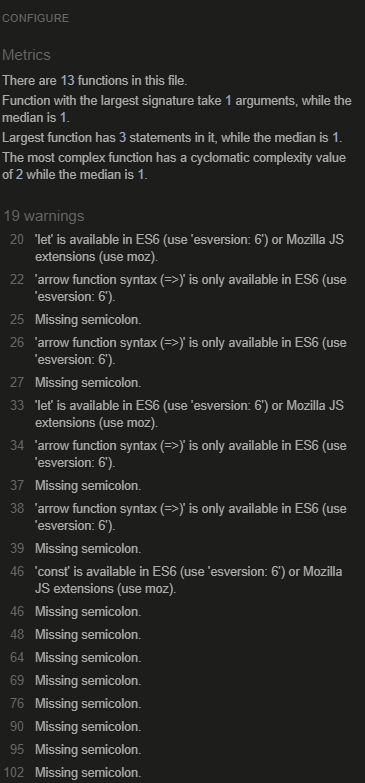 CONFIGURE
Metrics
There are 13 functions in this file.
Function with the largest signature take 1 arguments, while the
median is 1.
Largest function has 3 statements in it, while the median is 1.
The most complex function has a cyclomatic complexity value
of 2 while the median is 1.
19 warnings
20 'let' is available in ES6 (use 'esversion: 6') or Mozilla JS
extensions (use moz).
22 'arrow function syntax (=>)' is only available in ES6 (use
'esversion: 6').
25 Missing semicolon.
26 'arrow function syntax (=>)' is only available in ES6 (use
'esversion: 6').
27 Missing semicolon.
33 'let' is available in ES6 (use 'esversion: 6') or Mozilla JS
extensions (use moz).
34 'arrow function syntax (=>)' is only available in ES6 (use
'esversion: 6').
37 Missing semicolon.
38 'arrow function syntax (=>)' is only available in ES6 (use
'esversion: 6').
39 Missing semicolon.
46 'const' is available in ES6 (use 'esversion: 6') or Mozilla
JS extensions (use moz).
46 Missing semicolon.
48 Missing semicolon.
64 Missing semicolon.
69 Missing semicolon.
76 Missing semicolon.
90 Missing semicolon.
95 Missing semicolon.
102 Missing semicolon.